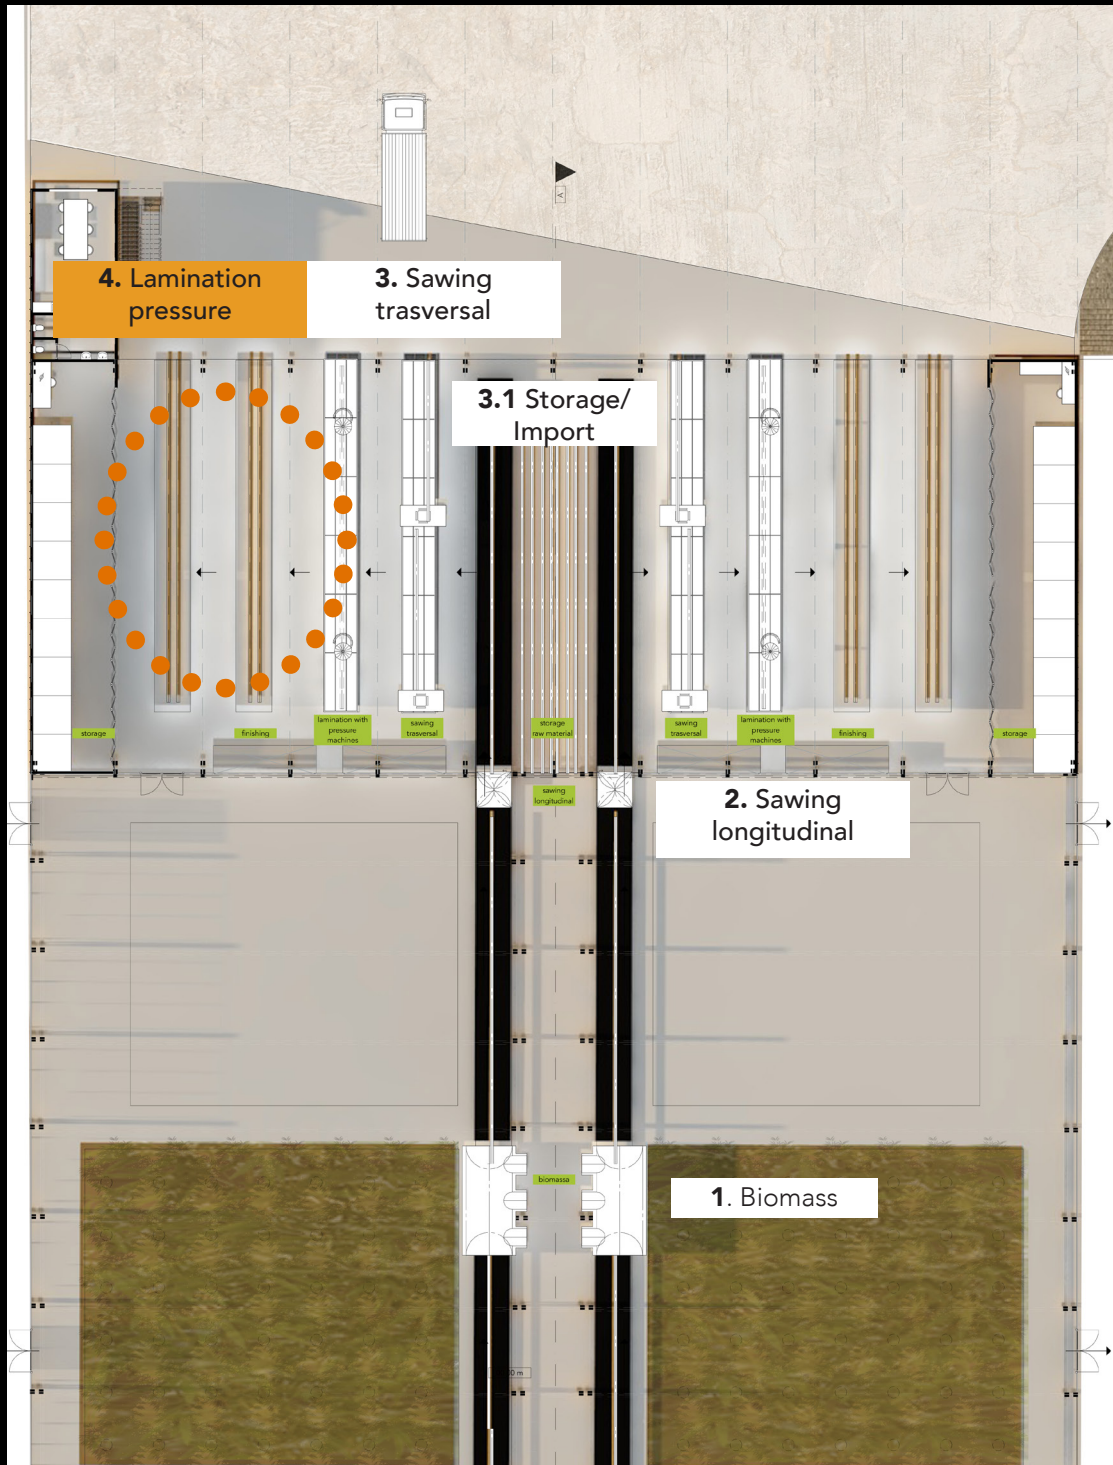 A
4. Lamination
pressure
3. Sawing
trasversal
3.1 Storage/
Import
storage
finishing
lamination with
pressure
machines
sawing
trasversal
storage
raw material
sawing
trasversal
lamination with
pressure
machines
finishing
storage
sawing
longitudinal
2. Sawing
longitudinal
biomassa
1. Biomass